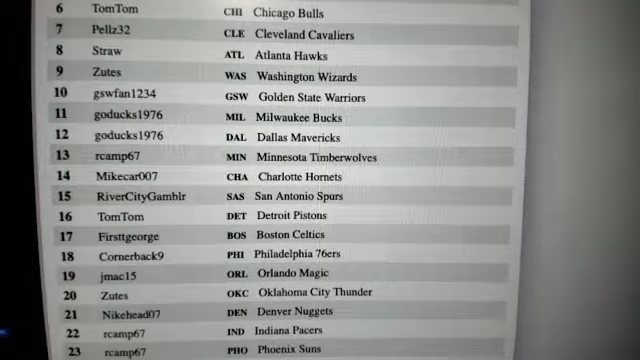 6 TomTom CHI Chicago Bulls
7 Pellz32 CLE Cleveland Cavaliers
8 Straw ATL Atlanta Hawks
9 Zutes WAS Washington Wizards
10 gswfan1234 GSW Golden State Warriors
11 goducks1976 MIL Milwaukee Bucks
12 goducks1976 DAL Dallas Mavericks
13 rcamp67 MIN Minnesota Timberwolves
14 Mikecar007 CHA Charlotte Hornets
15 RiverCityGamblr SAS San Antonio Spurs
16 TomTom DET Detroit Pistons
17 Firsttgeorge BOS Boston Celtics
18 Cornerback9 PHI Philadelphia 76ers
19 jmac15 ORL Orlando Magic
20 Zutes OKC Oklahoma City Thunder
21 Nikehead07 DEN Denver Nuggets
22 rcamp67 IND Indiana Pacers
23 rcamp67 PHO Phoenix Suns